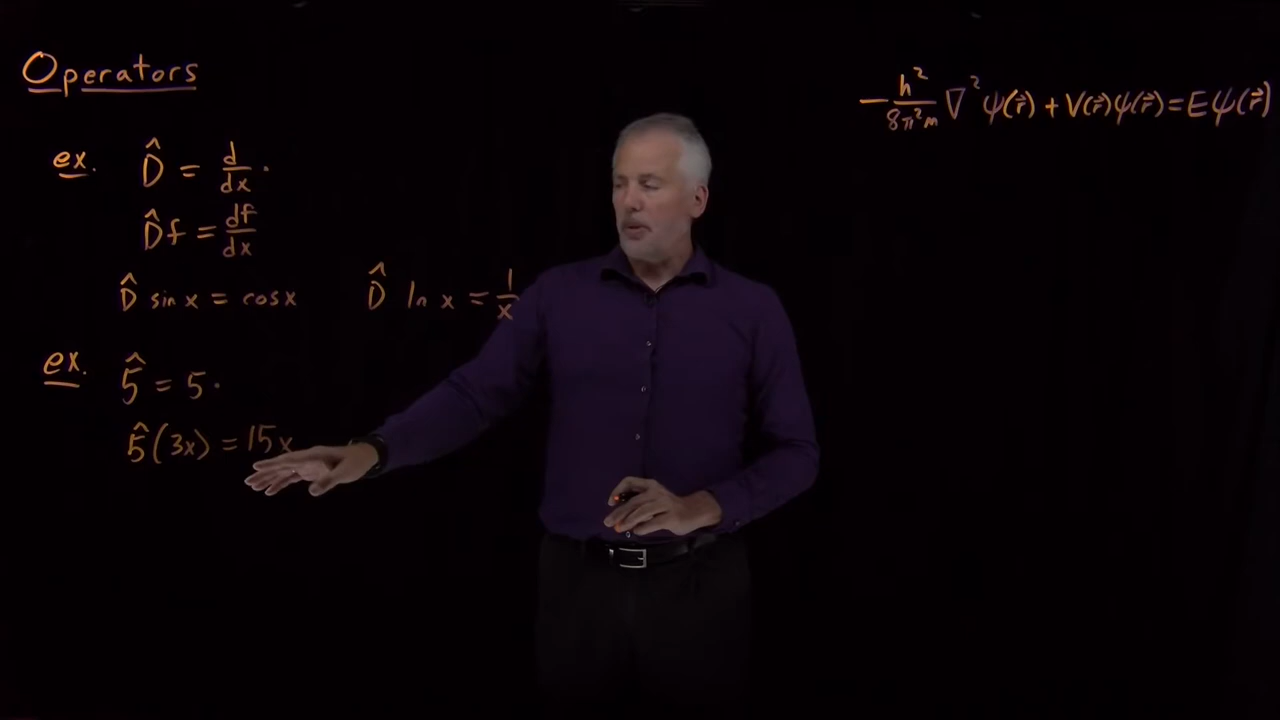 Operators
ex. D̂ = d/dx ·
D̂f = df/dx
D̂ sin x = cos x
D̂ ln x = 1/x
ex. 5̂ = 5 ·
5̂(3x) = 15x
-h²/8π²m ∇²ψ(r⃗) + V(r⃗)ψ(r⃗) = Eψ(r⃗)